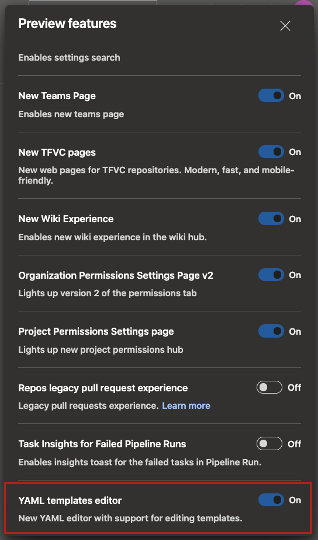 Preview features
Enables settings search
New Teams Page
On
Enables new teams page
New TFVC pages
On
New web pages for TFVC repositories. Modern, fast, and mobile-
friendly.
New Wiki Experience
On
Enables new wiki experience in the wiki hub.
Organization Permissions Settings Page v2
On
Lights up version 2 of the permissions tab
Project Permissions Settings page
On
Lights up new project permissions hub
Repos legacy pull request experience
Off
Legacy pull requests experience. Learn more
Task Insights for Failed Pipeline Runs
Off
Enables insights toast for the failed tasks in Pipeline Run.
YAML templates editor
On
New YAML editor with support for editing templates.